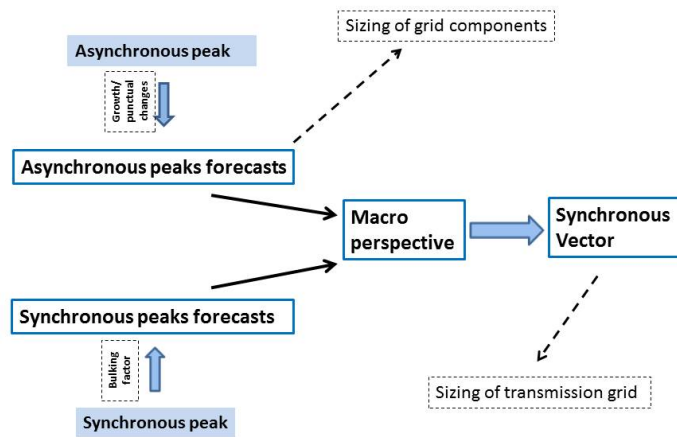 Sizing of grid components
Asynchronous peak
Growth/
punctual
changes
Asynchronous peaks forecasts
Macro
perspective
Synchronous
Vector
Synchronous peaks forecasts
Bulking
factor
Sizing of transmission grid
Synchronous peak